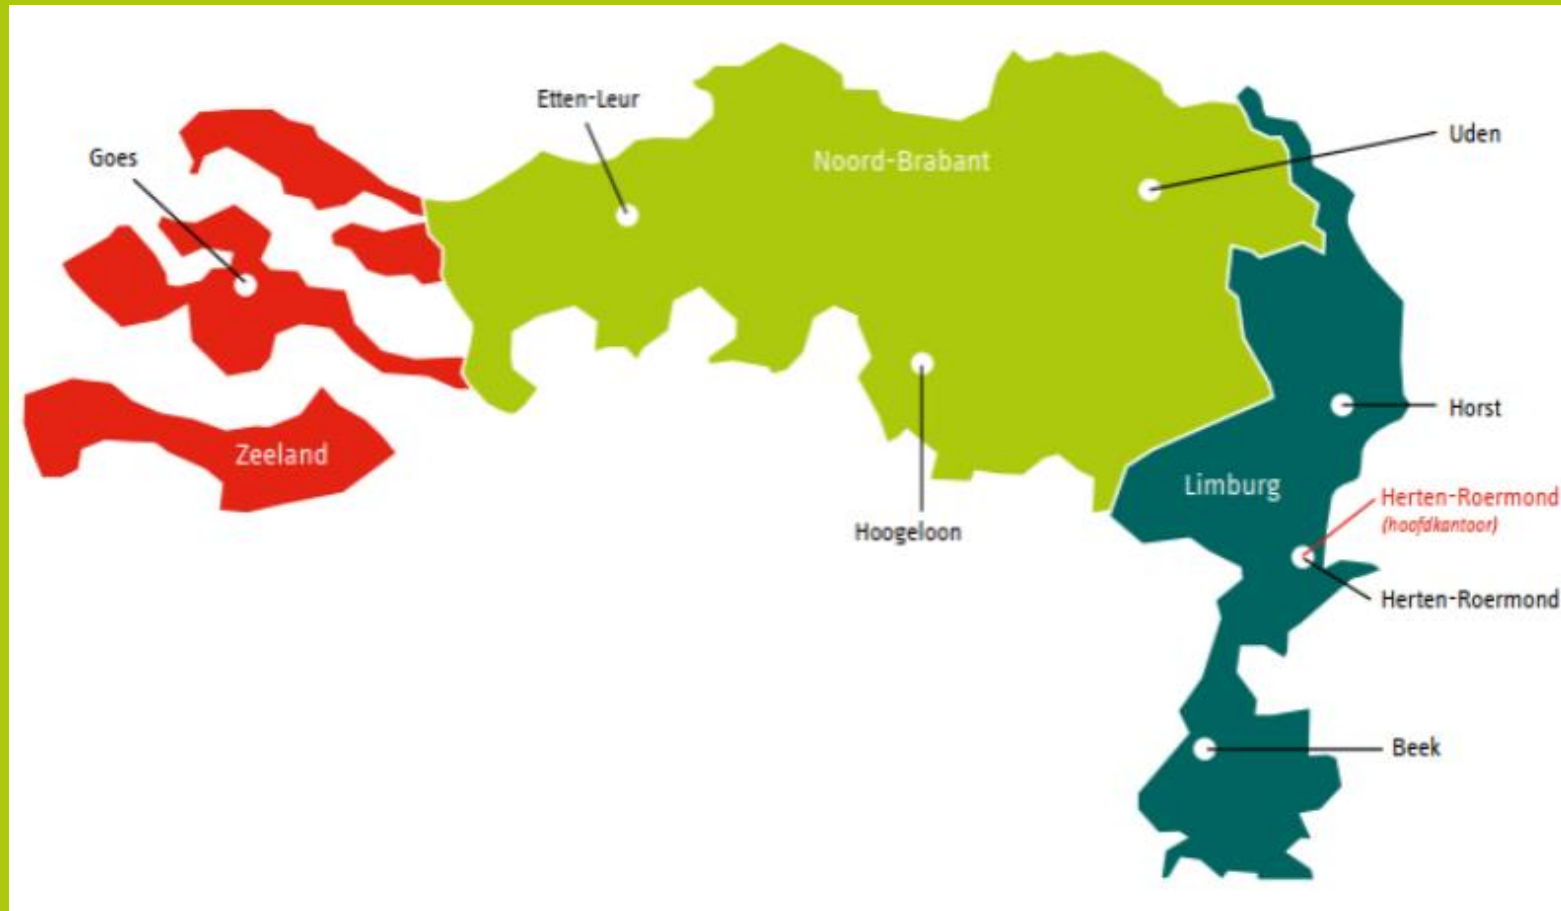 Etten-Leur
Goes
Noord-Brabant
Uden
Horst
Zeeland
Limburg
Herten-Roermond
(hoofdkantoor)
Hoogeloon
Herten-Roermond
Beek